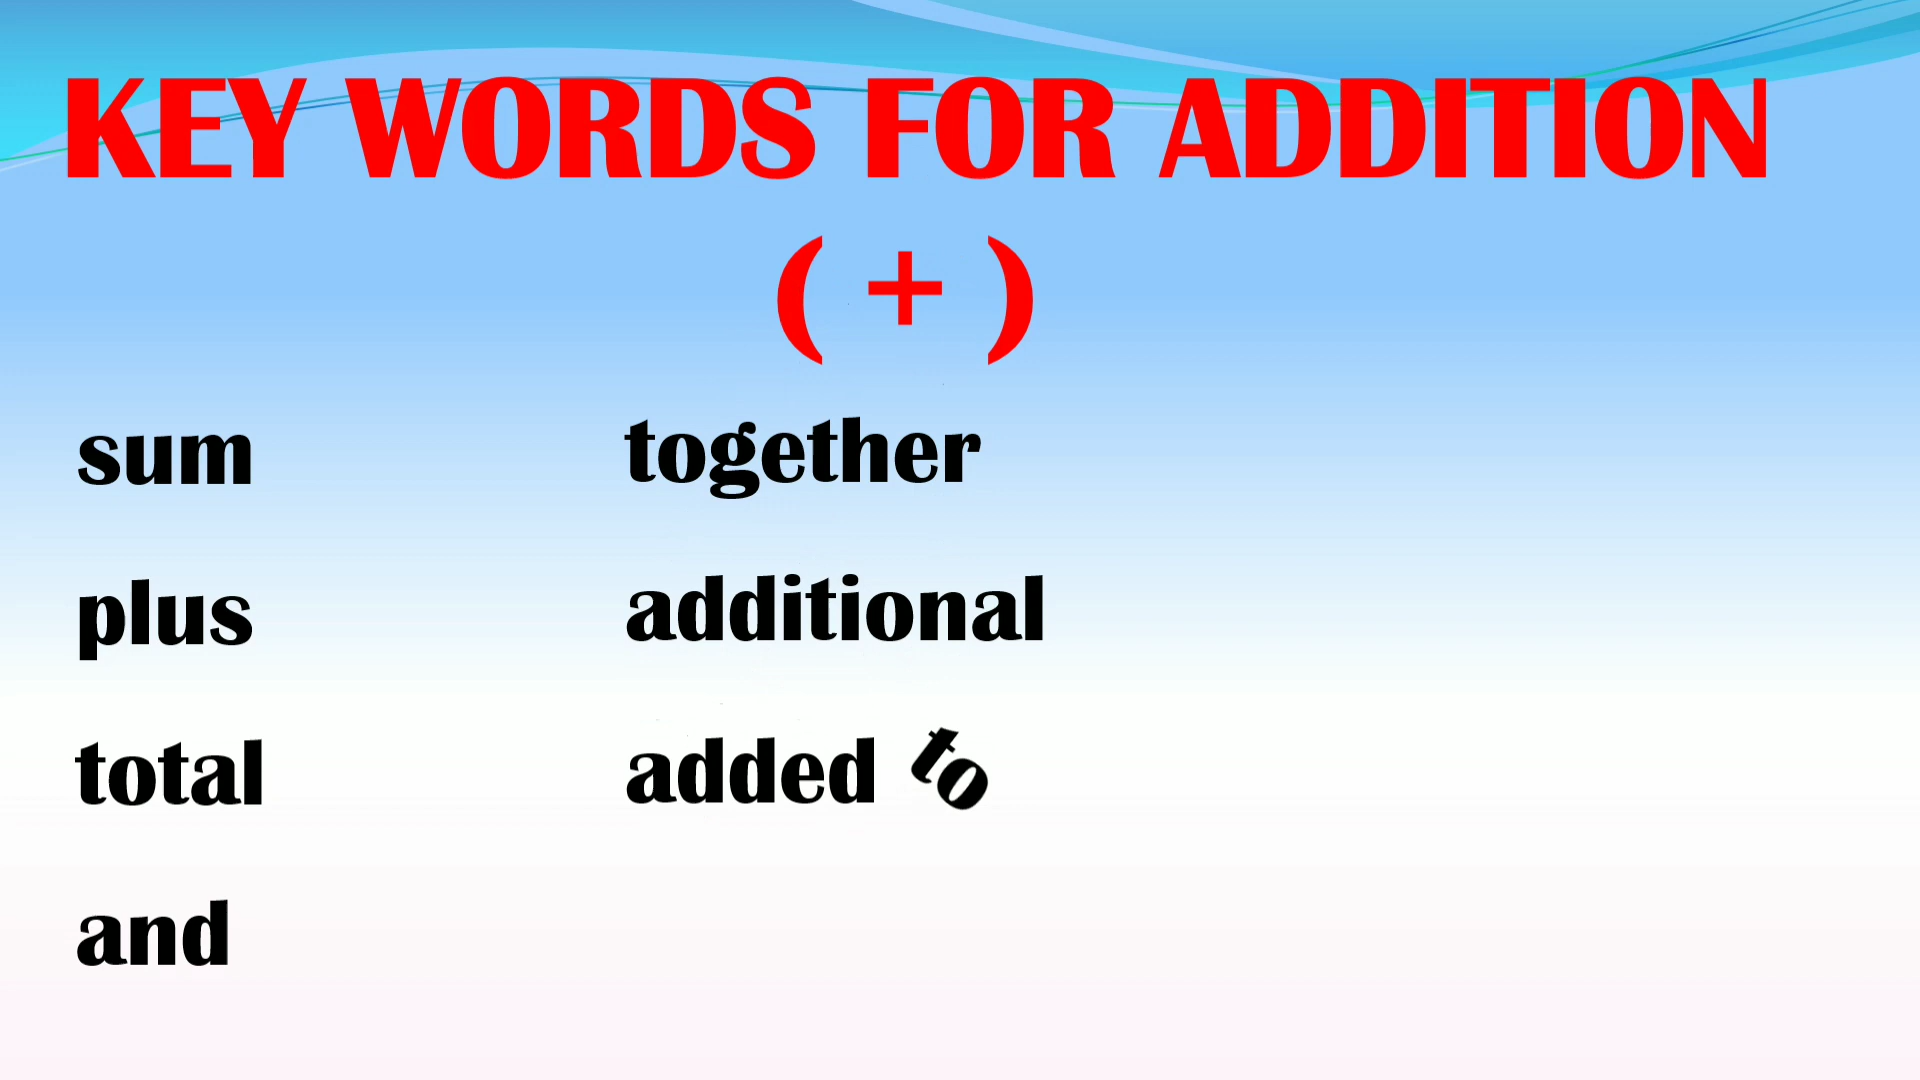 KEY WORDS FOR ADDITION
( + )
sum
plus
total
and
together
additional
added to